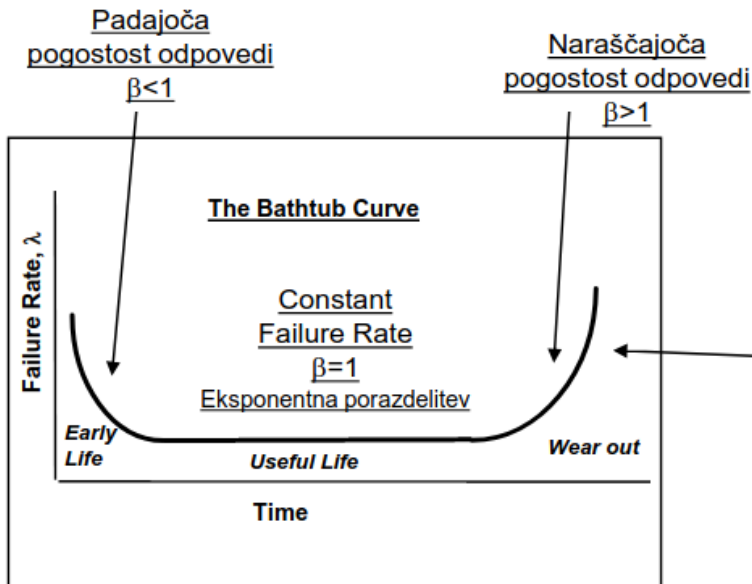 Padajoča
pogostost odpovedi
β<1
Naraščajoča
pogostost odpovedi
β>1
The Bathtub Curve
Failure Rate, λ
Constant
Failure Rate
β=1
Eksponentna porazdelitev
Early
Life
Useful Life
Wear out
Time